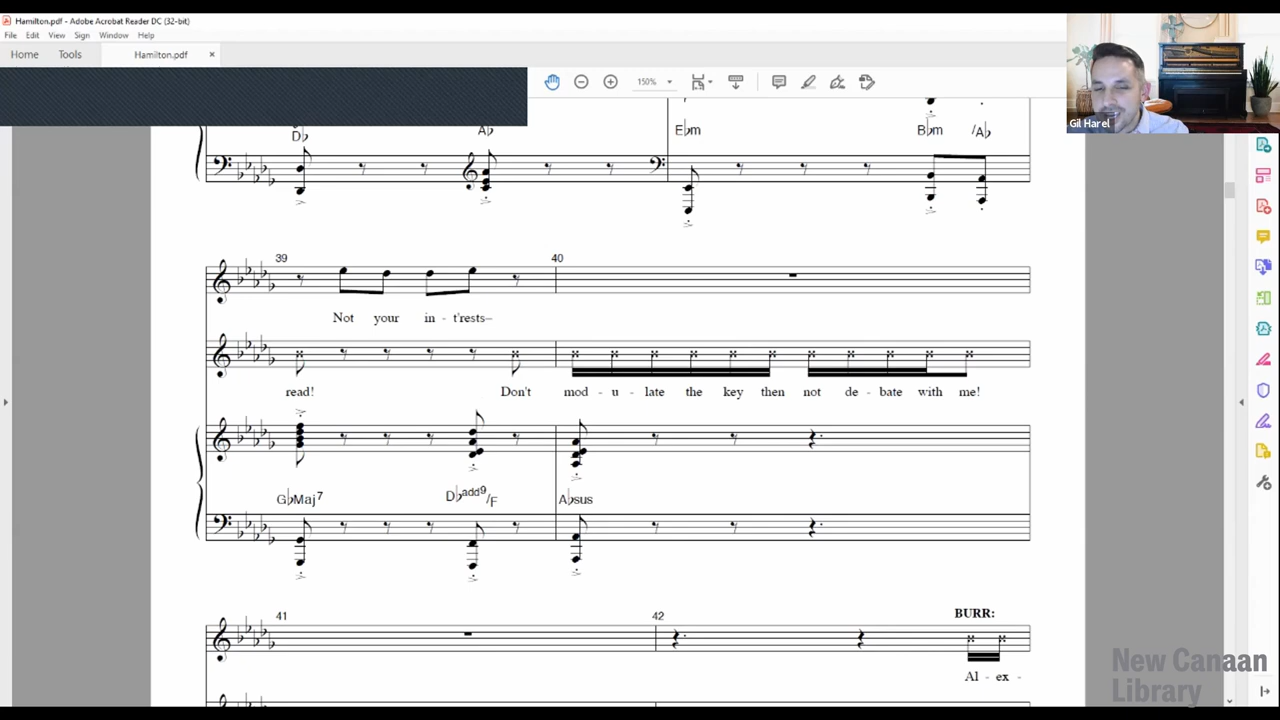 Hamilton.pdf - Adobe Acrobat Reader DC (32-bit)
File Edit View Sign Window Help
Home Tools Hamilton.pdf ×
150%
Gil Harel
D♭ A♭ E♭m B♭m /A♭
39 40
Not your in - t'rests–
read! Don't mod - u - late the key then not de - bate with me!
G♭Maj7 D♭add9/F A♭sus
41 42
BURR:
Al - ex -
New Canaan
Library